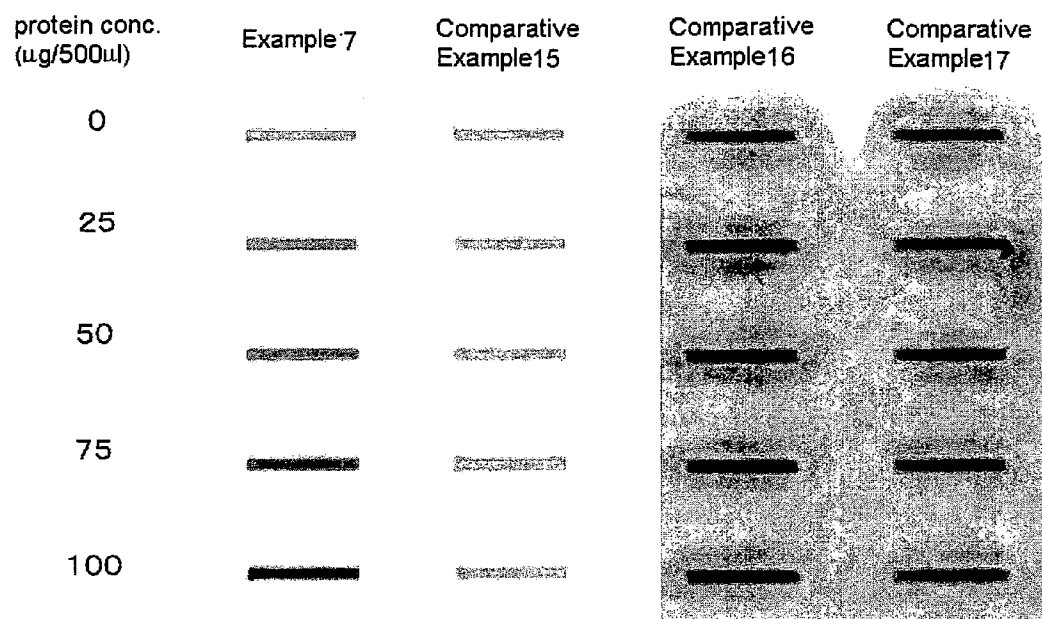 protein conc.
(μg/500μl)
Example 7
Comparative
Example15
Comparative
Example16
Comparative
Example17
0
25
50
75
100